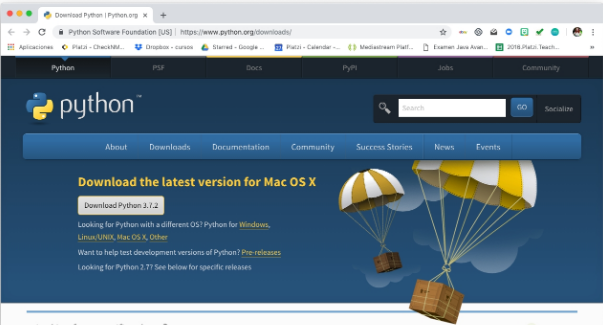 Download Python | Python.org
Python Software Foundation [US] | https://www.python.org/downloads/
Aplicaciones Platzi - CheckNM... Dropbox - cursos Starred - Google ... Platzi - Calendar -... Mediastream Platf... Examen Java Avan... 2016.Platzi.Teach...
Python PSF Docs PyPI Jobs Community
python™
Search GO Socialize
About Downloads Documentation Community Success Stories News Events
Download the latest version for Mac OS X
Download Python 3.7.2
Looking for Python with a different OS? Python for Windows,
Linux/UNIX, Mac OS X, Other
Want to help test development versions of Python? Pre-releases
Looking for Python 2.7? See below for specific releases